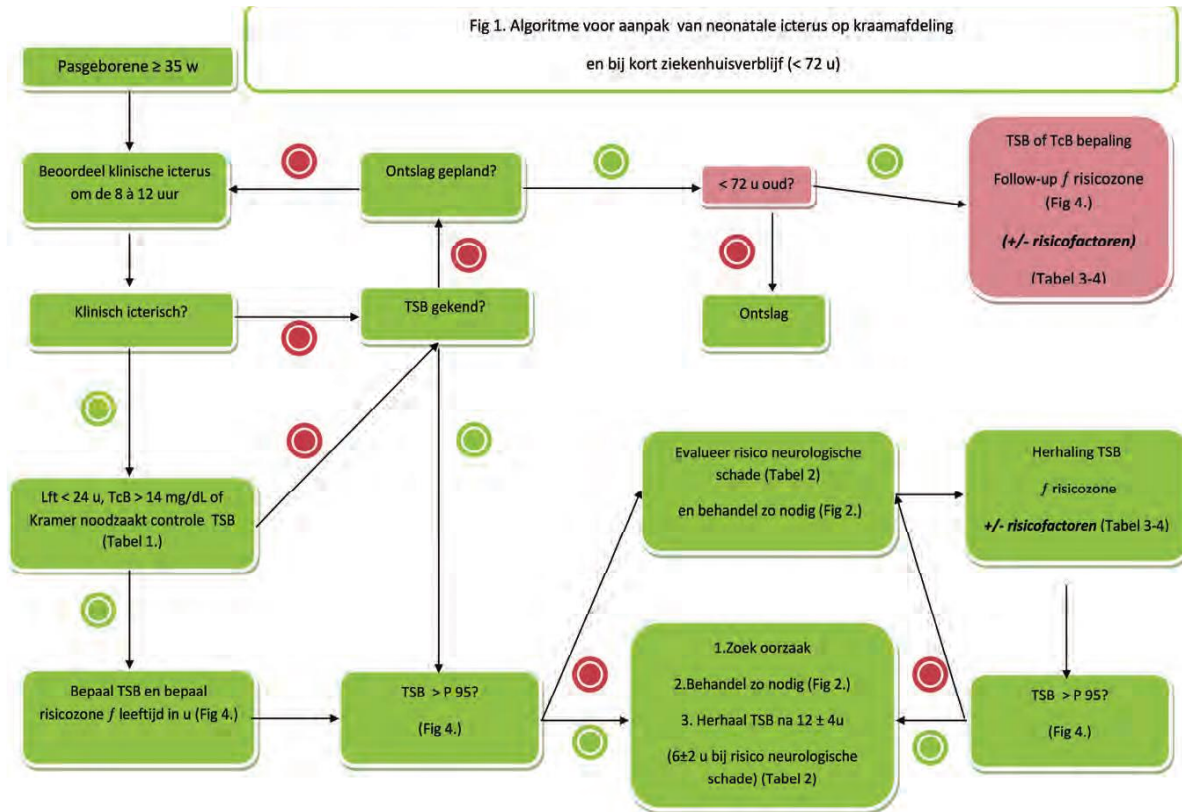 Fig 1. Algoritme voor aanpak van neonatale icterus op kraamafdeling
en bij kort ziekenhuisverblijf (< 72 u)
Pasgeborene ≥ 35 w
Beoordeel klinische icterus
om de 8 à 12 uur
Ontslag gepland?
< 72 u oud?
TSB of TcB bepaling
Follow-up ƒ risicozone
(Fig 4.)
(+/- risicofactoren)
(Tabel 3-4)
Klinisch icterisch?
TSB gekend?
Ontslag
Lft < 24 u, TcB > 14 mg/dL of
Kramer noodzaakt controle TSB
(Tabel 1.)
Evalueer risico neurologische
schade (Tabel 2)
en behandel zo nodig (Fig 2.)
Herhaling TSB
ƒ risicozone
+/- risicofactoren (Tabel 3-4)
Bepaal TSB en bepaal
risicozone ƒ leeftijd in u (Fig 4.)
TSB > P 95?
(Fig 4.)
1.Zoek oorzaak
2.Behandel zo nodig (Fig 2.)
3. Herhaal TSB na 12 ± 4u
(6±2 u bij risico neurologische
schade) (Tabel 2)
TSB > P 95?
(Fig 4.)